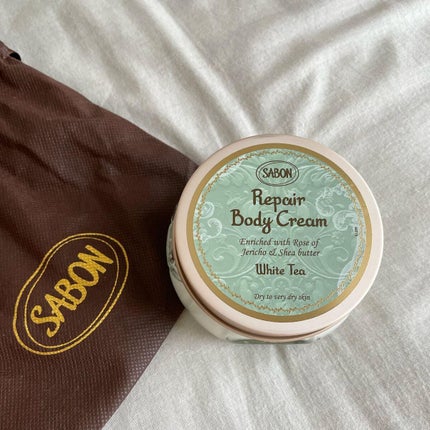 SABON
Repair
Body Cream
Enriched with Rose of
Jericho & Shea butter
White Tea
Dry to very dry skin
SABON